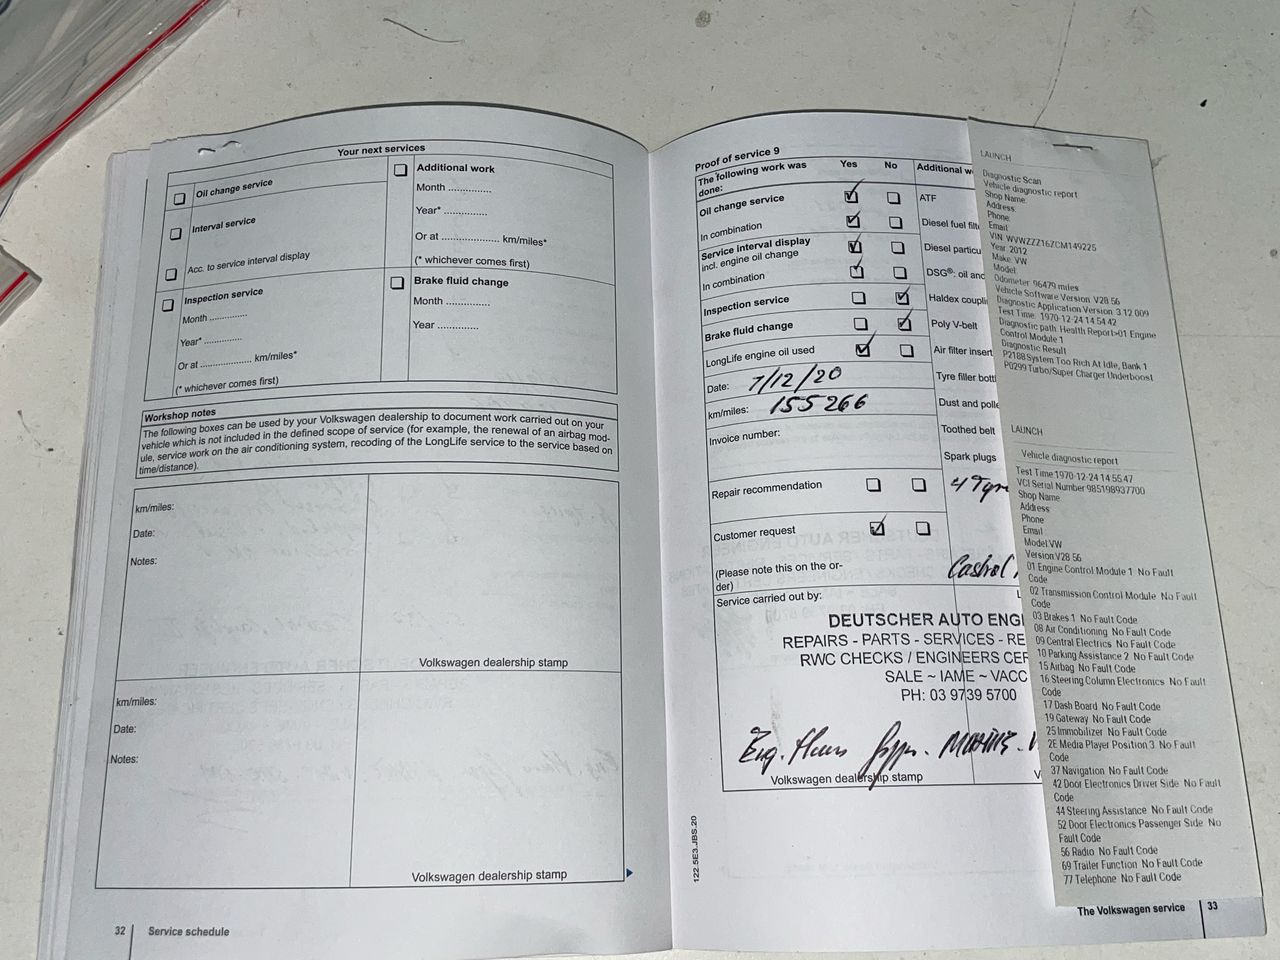 Your next services
Oil change service
Interval service
Acc. to service interval display
Inspection service
Month ..............
Year* ..............
Or at ................... km/miles*
(* whichever comes first)
Additional work
Month ...............
Year* ...............
Or at .................... km/miles*
(* whichever comes first)
Brake fluid change
Month ...............
Year ..............
Workshop notes
The following boxes can be used by your Volkswagen dealership to document work carried out on your
vehicle which is not included in the defined scope of service (for example, the renewal of an airbag mod-
ule, service work on the air conditioning system, recoding of the LongLife service to the service based on
time/distance).
km/miles:
Date:
Notes:
Volkswagen dealership stamp
km/miles:
Date:
Notes:
Volkswagen dealership stamp
32 Service schedule
Proof of service 9
The following work was done: Yes No Additional w
Oil change service ATF
In combination Diesel fuel filt
Service interval display Diesel particu
incl. engine oil change
In combination DSG®: oil and
Inspection service Haldex coupli
Brake fluid change Poly V-belt
LongLife engine oil used Air filter insert
Date: 7/12/20 Tyre filler bott
km/miles: 155266 Dust and polle
Invoice number: Toothed belt
Spark plugs
Repair recommendation 4 Tyre
Customer request
(Please note this on the or-
der) Castrol
Service carried out by:
DEUTSCHER AUTO ENGI
REPAIRS - PARTS - SERVICES - RE
RWC CHECKS / ENGINEERS CER
SALE ~ IAME ~ VACC
PH: 03 9739 5700
Eng.
Volkswagen dealership stamp V
122.5E3.JBS.20
LAUNCH
Diagnostic Scan
Vehicle diagnostic report
Shop Name:
Address:
Phone:
Email:
VIN WVWZZZ16ZCM149225
Year 2012
Make: VW
Model:
Odometer 96479 miles
Vehicle Software Version V28 56
Diagnostic Application Version 3 12 009
Test Time: 1970-12-24 14 54 42
Diagnostic path: Health Report>01 Engine
Control Module 1
Diagnostic Result
P2188 System Too Rich At Idle, Bank 1
P0299 Turbo/Super Charger Underboost
LAUNCH
Vehicle diagnostic report
Test Time 1970-12-24 14 55 47
VCI Serial Number 985198937700
Shop Name
Address
Phone
Email
Model VW
Version V28 56
01 Engine Control Module 1 No Fault
Code
02 Transmission Control Module No Fault
Code
03 Brakes 1 No Fault Code
08 Air Conditioning No Fault Code
09 Central Electrics No Fault Code
10 Parking Assistance 2 No Fault Code
15 Airbag No Fault Code
16 Steering Column Electronics No Fault
Code
17 Dash Board No Fault Code
19 Gateway No Fault Code
25 Immobilizer No Fault Code
2E Media Player Position 3 No Fault
Code
37 Navigation No Fault Code
42 Door Electronics Driver Side No Fault
Code
44 Steering Assistance No Fault Code
52 Door Electronics Passenger Side No
Fault Code
56 Radio No Fault Code
69 Trailer Function No Fault Code
77 Telephone No Fault Code
The Volkswagen service 33